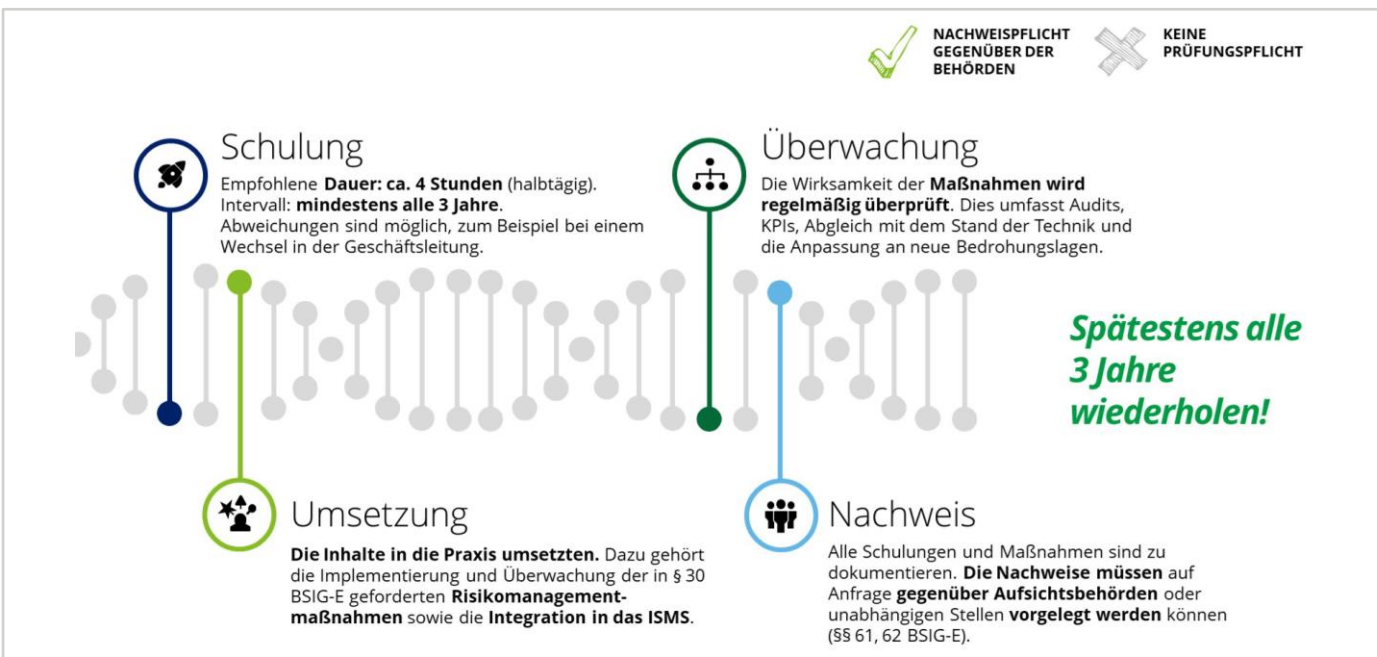 NACHWEISPFLICHT
GEGENÜBER DER
BEHÖRDEN
KEINE
PRÜFUNGSPFLICHT
Schulung
Empfohlene Dauer: ca. 4 Stunden (halbtägig).
Intervall: mindestens alle 3 Jahre.
Abweichungen sind möglich, zum Beispiel bei einem
Wechsel in der Geschäftsleitung.
Überwachung
Die Wirksamkeit der Maßnahmen wird
regelmäßig überprüft. Dies umfasst Audits,
KPIs, Abgleich mit dem Stand der Technik und
die Anpassung an neue Bedrohungslagen.
Spätestens alle
3 Jahre
wiederholen!
Umsetzung
Die Inhalte in die Praxis umsetzten. Dazu gehört
die Implementierung und Überwachung der in § 30
BSIG-E geforderten Risikomanagement-
maßnahmen sowie die Integration in das ISMS.
Nachweis
Alle Schulungen und Maßnahmen sind zu
dokumentieren. Die Nachweise müssen auf
Anfrage gegenüber Aufsichtsbehörden oder
unabhängigen Stellen vorgelegt werden können
(§§ 61, 62 BSIG-E).